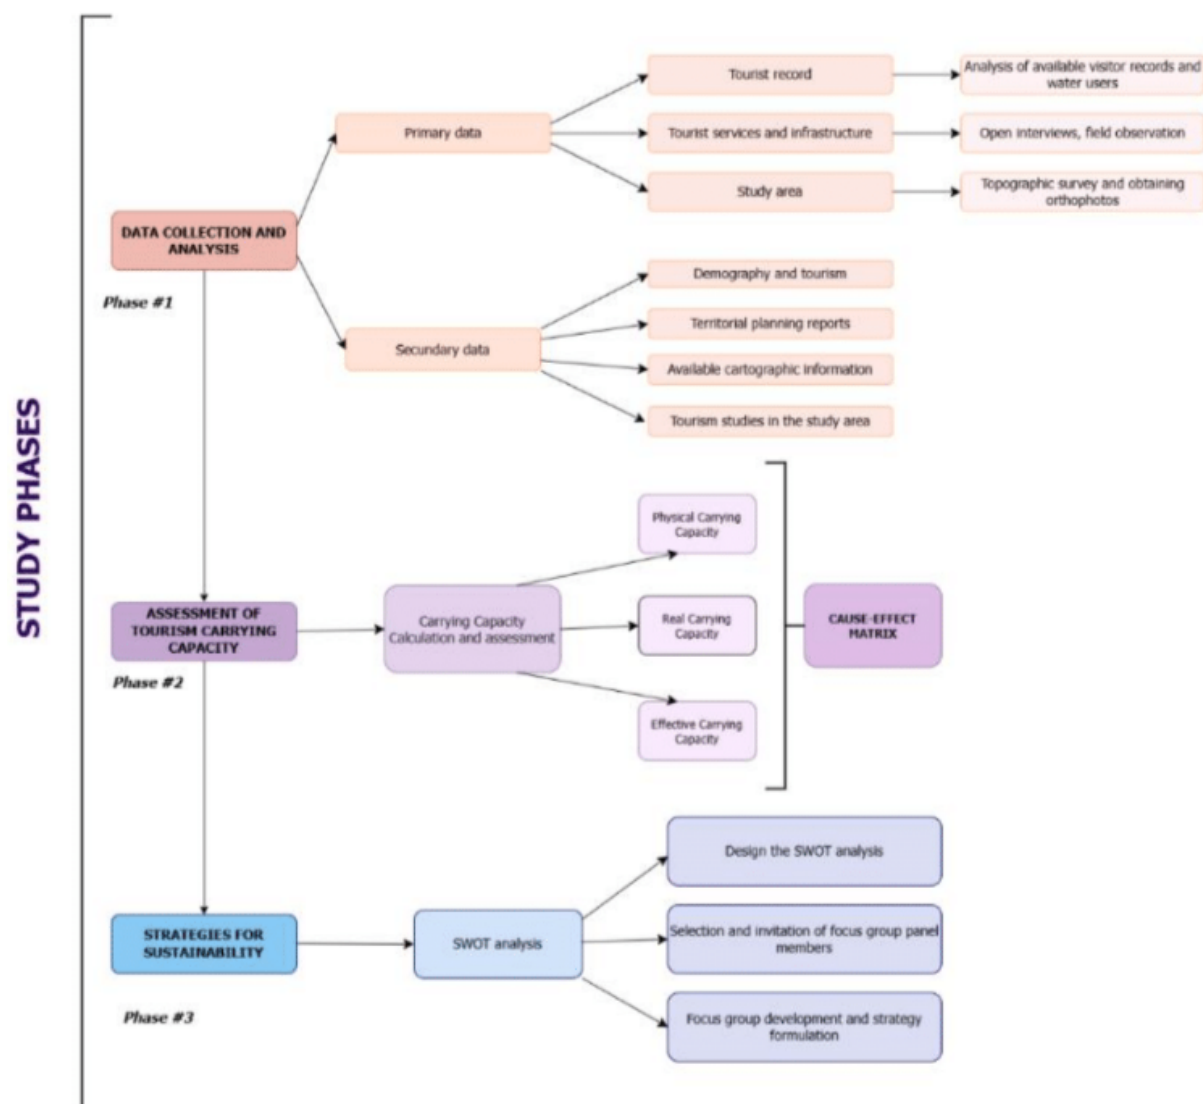 STUDY PHASES
DATA COLLECTION AND
ANALYSIS
Phase #1
Primary data
Tourist record
Analysis of available visitor records and
water users
Tourist services and infrastructure
Open interviews, field observation
Study area
Topographic survey and obtaining
orthophotos
Secundary data
Demography and tourism
Territorial planning reports
Available cartographic information
Tourism studies in the study area
ASSESSMENT OF
TOURISM CARRYING
CAPACITY
Phase #2
Carrying Capacity
Calculation and assessment
Physical Carrying
Capacity
Real Carrying
Capacity
Effective Carrying
Capacity
CAUSE-EFFECT
MATRIX
STRATEGIES FOR
SUSTAINABILITY
Phase #3
SWOT analysis
Design the SWOT analysis
Selection and invitation of focus group panel
members
Focus group development and strategy
formulation